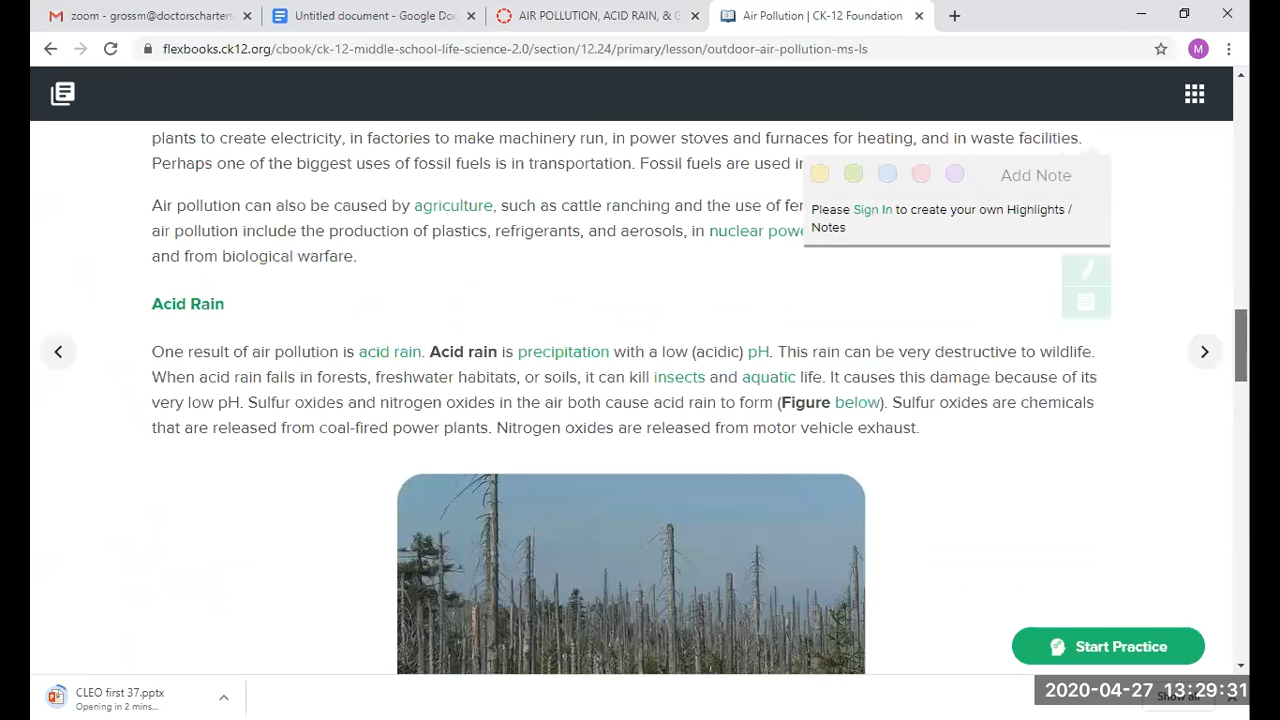 zoom - grossm@doctorscharter
Untitled document - Google Do
AIR POLLUTION, ACID RAIN, & G
Air Pollution | CK-12 Foundation
flexbooks.ck12.org/cbook/ck-12-middle-school-life-science-2.0/section/12.24/primary/lesson/outdoor-air-pollution-ms-ls
M
plants to create electricity, in factories to make machinery run, in power stoves and furnaces for heating, and in waste facilities.
Perhaps one of the biggest uses of fossil fuels is in transportation. Fossil fuels are used in
Add Note
Please Sign In to create your own Highlights /
Notes
Air pollution can also be caused by agriculture, such as cattle ranching and the use of fer
air pollution include the production of plastics, refrigerants, and aerosols, in nuclear powe
and from biological warfare.
Acid Rain
One result of air pollution is acid rain. Acid rain is precipitation with a low (acidic) pH. This rain can be very destructive to wildlife.
When acid rain falls in forests, freshwater habitats, or soils, it can kill insects and aquatic life. It causes this damage because of its
very low pH. Sulfur oxides and nitrogen oxides in the air both cause acid rain to form (Figure below). Sulfur oxides are chemicals
that are released from coal-fired power plants. Nitrogen oxides are released from motor vehicle exhaust.
Start Practice
CLEO first 37.pptx
Opening in 2 mins...
Show all
2020-04-27 13:29:31